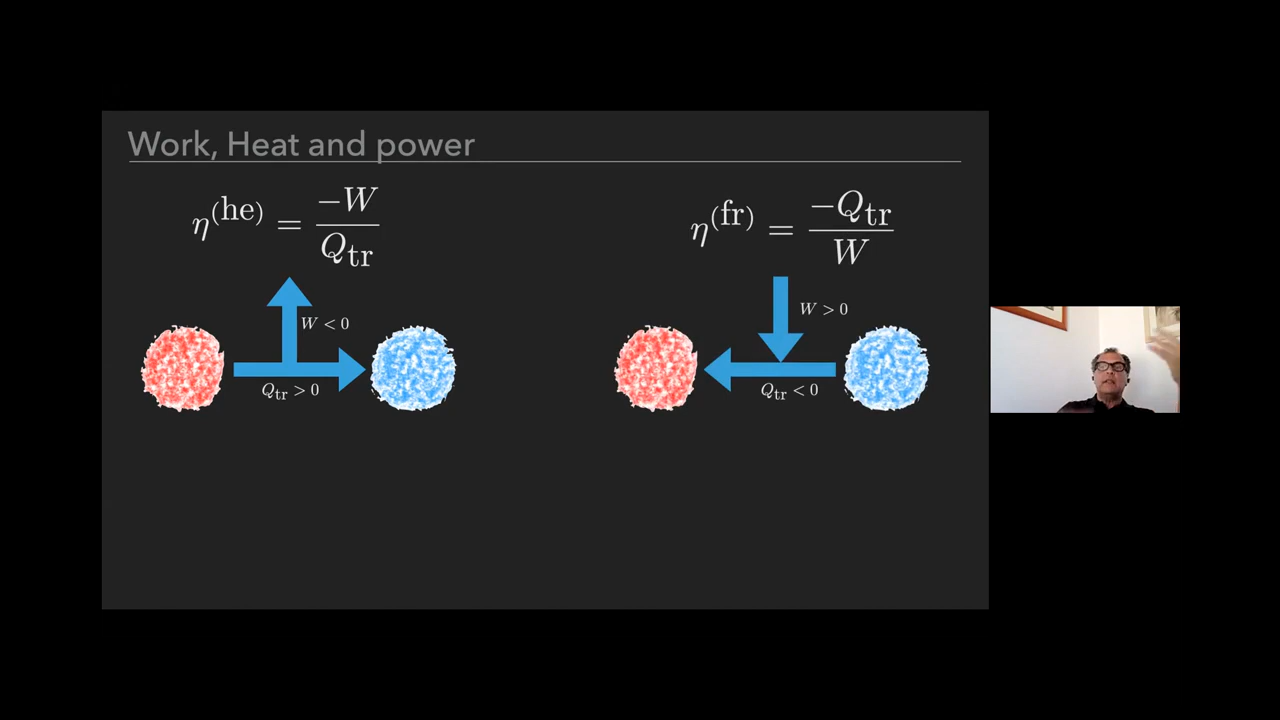 Work, Heat and power
η^(he) = −W / Q_tr
η^(fr) = −Q_tr / W
W < 0
W > 0
Q_tr > 0
Q_tr < 0